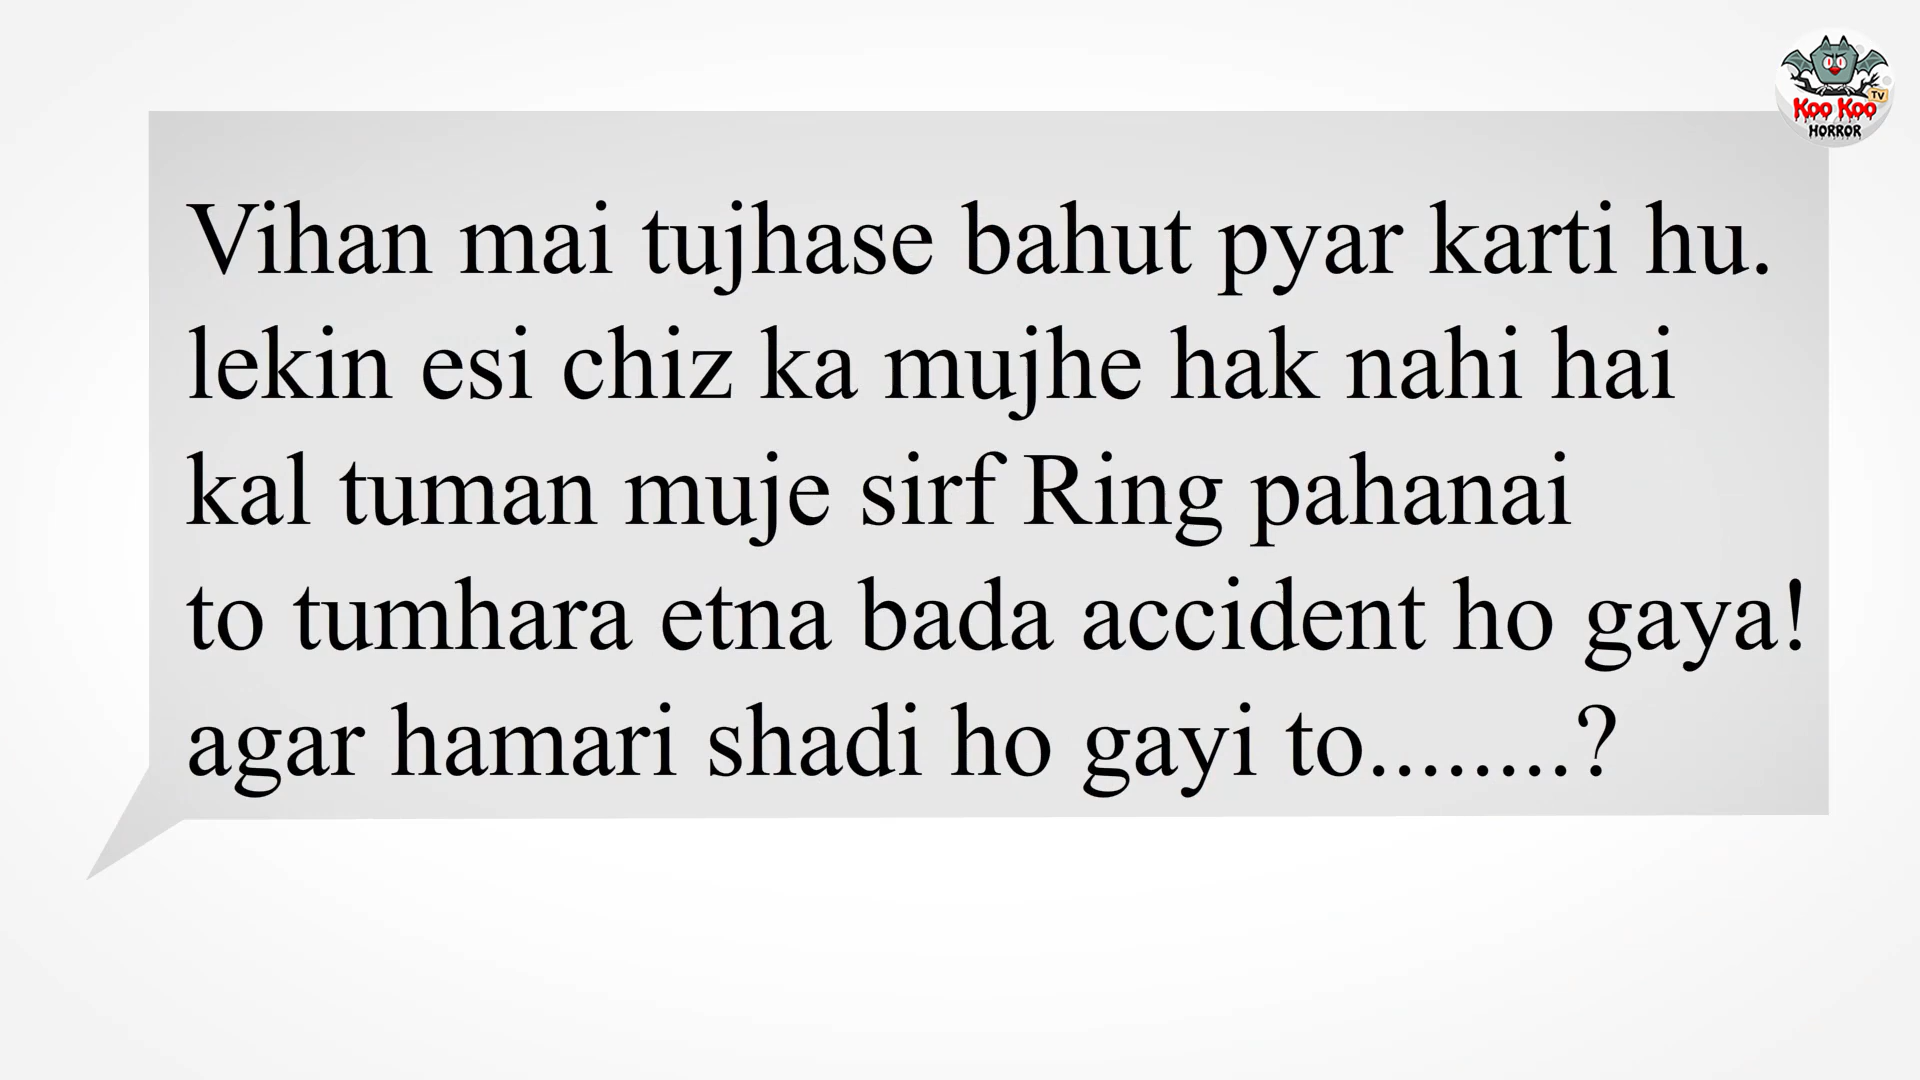 Koo Koo
TV
HORROR
Vihan mai tujhase bahut pyar karti hu.
lekin esi chiz ka mujhe hak nahi hai
kal tuman muje sirf Ring pahanai
to tumhara etna bada accident ho gaya!
agar hamari shadi ho gayi to........?